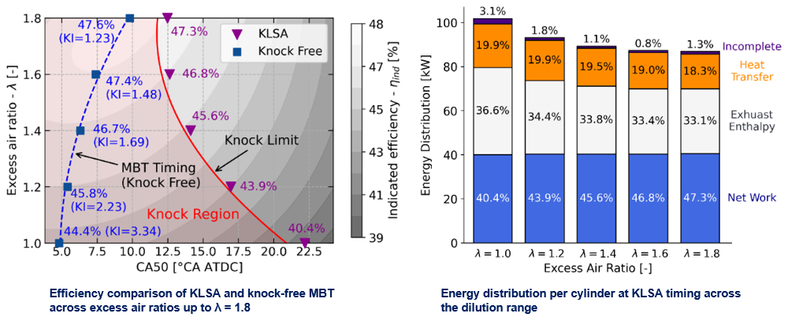 47.6%
(KI=1.23)
47.3%
KLSA
Knock Free
47.4%
(KI=1.48)
46.8%
46.7%
(KI=1.69)
45.6%
Knock Limit
MBT Timing
(Knock Free)
45.8%
(KI=2.23)
43.9%
Knock Region
44.4% (KI=3.34)
40.4%
1.8
1.6
1.4
1.2
1.0
Excess air ratio - λ [-]
5.0 7.5 10.0 12.5 15.0 17.5 20.0 22.5
CA50 [°CA ATDC]
48
47
45
44
43
41
40
39
Indicated efficiency - ηind [%]
Efficiency comparison of KLSA and knock-free MBT
across excess air ratios up to λ = 1.8
Energy Distribution [kW]
100
80
60
40
20
0
3.1% 1.8% 1.1% 0.8% 1.3%
Incomplete
19.9% 19.9% 19.5% 19.0% 18.3%
Heat
Transfer
36.6% 34.4% 33.8% 33.4% 33.1%
Exhuast
Enthalpy
40.4% 43.9% 45.6% 46.8% 47.3%
Net Work
λ = 1.0 λ = 1.2 λ = 1.4 λ = 1.6 λ = 1.8
Excess Air Ratio [-]
Energy distribution per cylinder at KLSA timing across
the dilution range